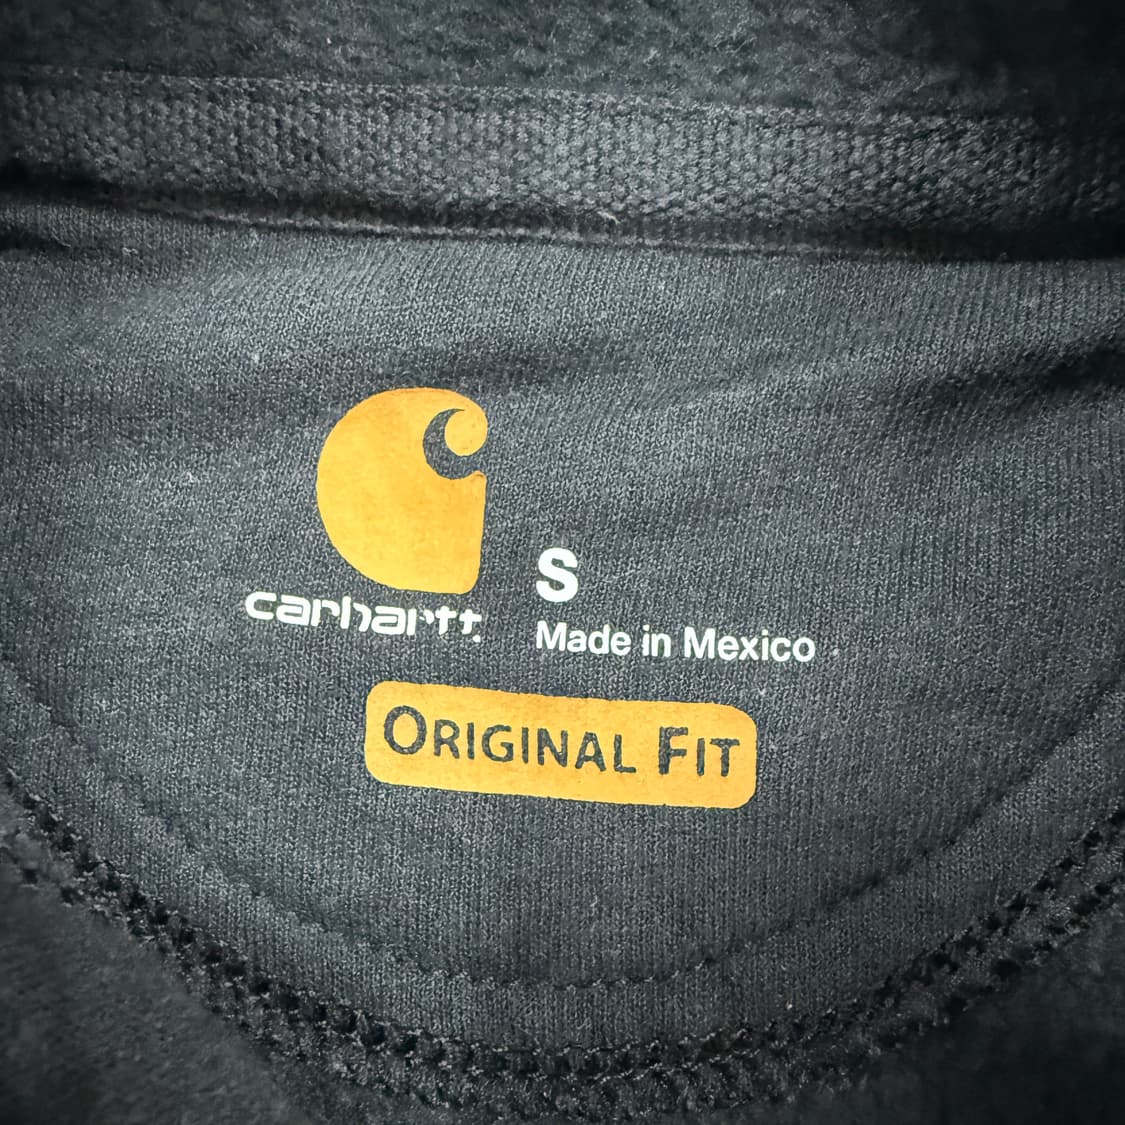 S
carhartt.
Made in Mexico
ORIGINAL FIT